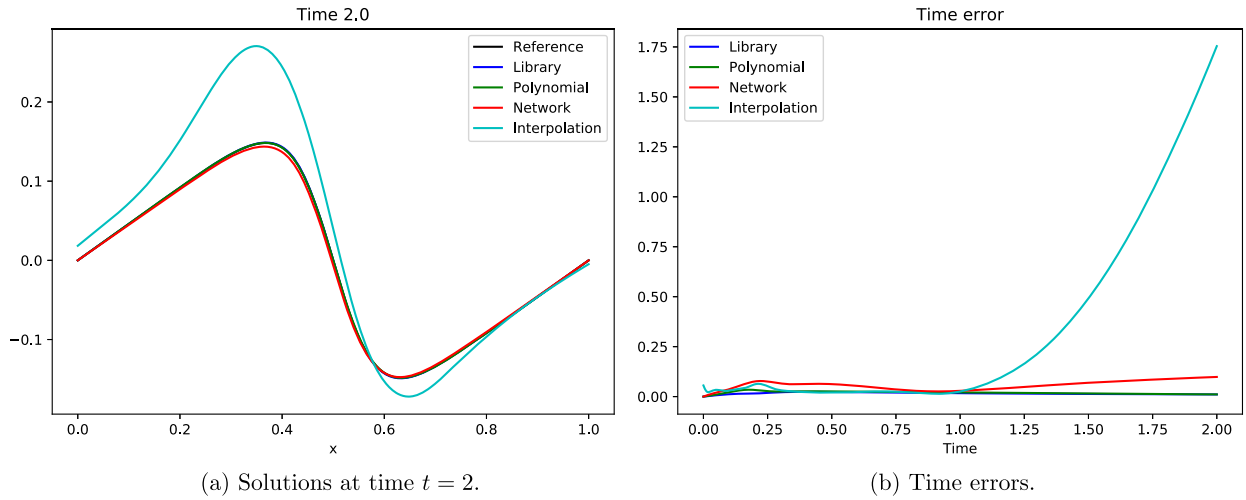 Time 2.0
0.2
0.1
0.0
−0.1
0.0
0.2
0.4
0.6
0.8
1.0
x
Reference
Library
Polynomial
Network
Interpolation
(a) Solutions at time t = 2.
Time error
1.75
1.50
1.25
1.00
0.75
0.50
0.25
0.00
0.00
0.25
0.50
0.75
1.00
1.25
1.50
1.75
2.00
Time
Library
Polynomial
Network
Interpolation
(b) Time errors.